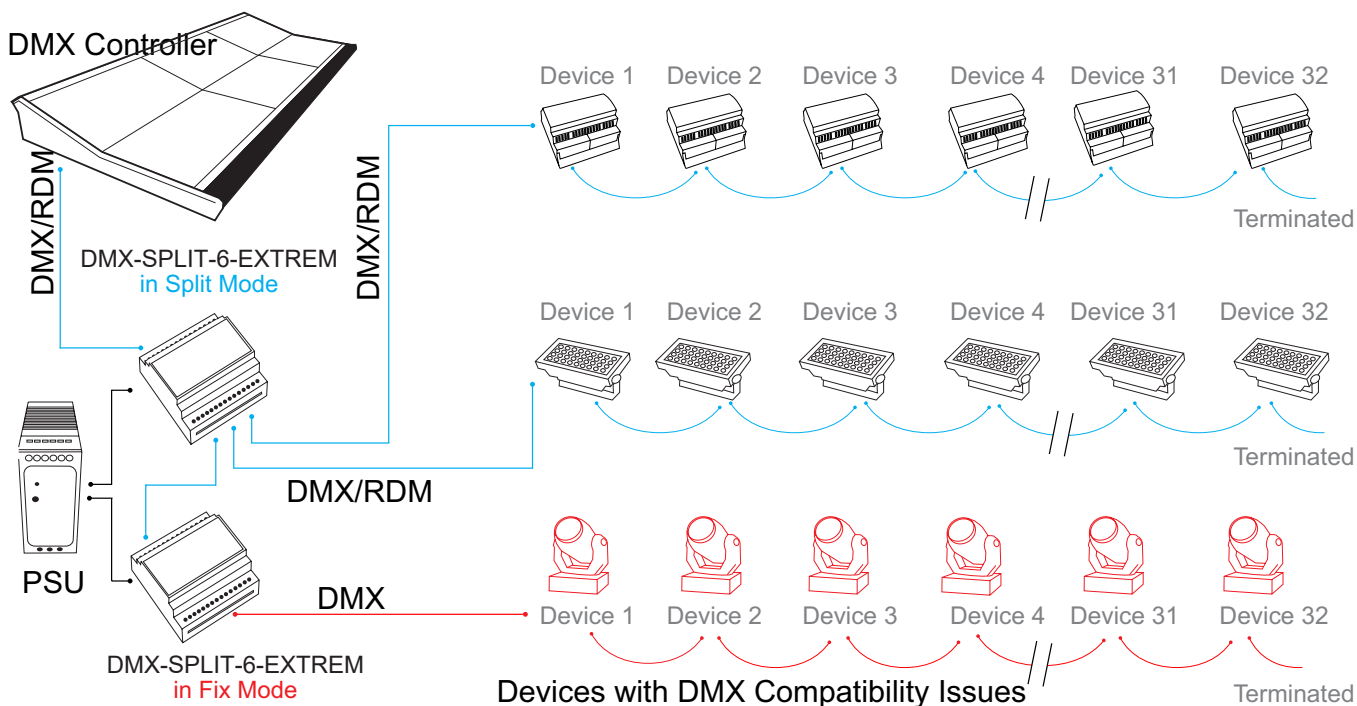 DMX Controller
Device 1 Device 2 Device 3 Device 4 Device 31 Device 32
DMX/RDM
DMX/RDM
Terminated
DMX-SPLIT-6-EXTREM
in Split Mode
Device 1 Device 2 Device 3 Device 4 Device 31 Device 32
Terminated
DMX/RDM
PSU
DMX
Device 1 Device 2 Device 3 Device 4 Device 31 Device 32
DMX-SPLIT-6-EXTREM
in Fix Mode
Devices with DMX Compatibility Issues
Terminated